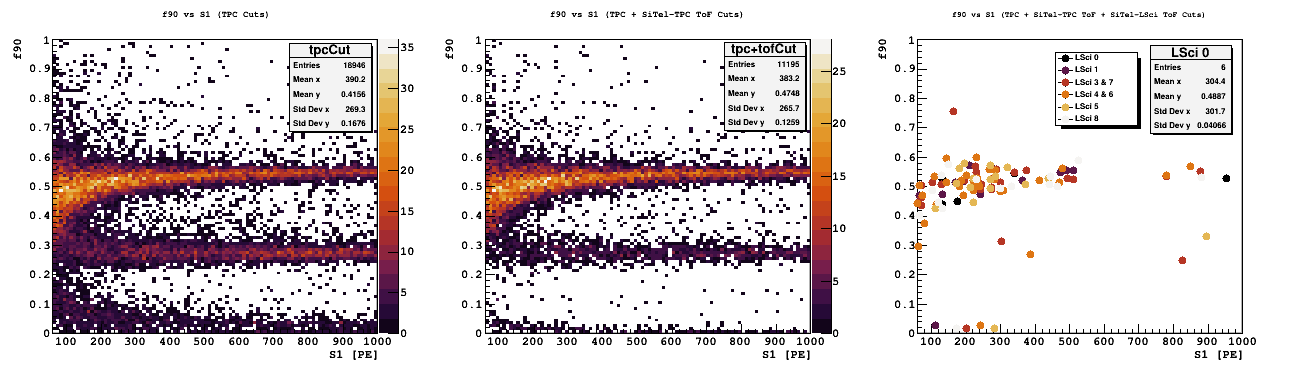 f90 vs S1 (TPC Cuts)
f90
1
0.9
0.8
0.7
0.6
0.5
0.4
0.3
0.2
0.1
0
100 200 300 400 500 600 700 800 900 1000
S1 [PE]
tpcCut
Entries 18946
Mean x 390.2
Mean y 0.4156
Std Dev x 269.3
Std Dev y 0.1676
35
30
25
20
15
10
5
0
f90 vs S1 (TPC + SiTel-TPC ToF Cuts)
f90
1
0.9
0.8
0.7
0.6
0.5
0.4
0.3
0.2
0.1
0
100 200 300 400 500 600 700 800 900 1000
S1 [PE]
tpc+tofCut
Entries 11195
Mean x 383.2
Mean y 0.4748
Std Dev x 265.7
Std Dev y 0.1259
25
20
15
10
5
0
f90 vs S1 (TPC + SiTel-TPC ToF + SiTel-LSci ToF Cuts)
f90
1
0.9
0.8
0.7
0.6
0.5
0.4
0.3
0.2
0.1
0
100 200 300 400 500 600 700 800 900 1000
S1 [PE]
LSci 0
LSci 1
LSci 3 & 7
LSci 4 & 6
LSci 5
LSci 8
LSci 0
Entries 6
Mean x 304.4
Mean y 0.4887
Std Dev x 301.7
Std Dev y 0.04066